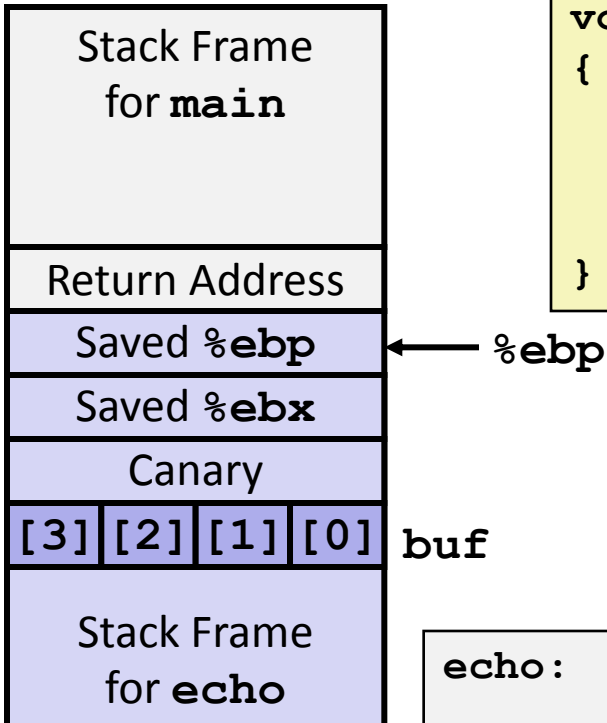 Stack Frame
for main
Return Address
Saved %ebp
%ebp
Saved %ebx
Canary
[3] [2] [1] [0]
buf
Stack Frame
for echo
{
}
echo: